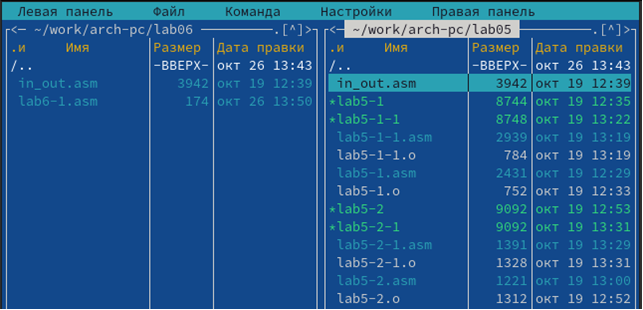 Левая панель Файл Команда Настройки Правая панель
<─ ~/work/arch-pc/lab06 .[^]>
.и Имя Размер Дата правки
/.. -ВВЕРХ- окт 26 13:43
in_out.asm 3942 окт 19 12:39
lab6-1.asm 174 окт 26 13:50
<─ ~/work/arch-pc/lab05 .[^]>
.и Имя Размер Дата правки
/.. -ВВЕРХ- окт 26 13:43
in_out.asm 3942 окт 19 12:39
*lab5-1 8744 окт 19 12:35
*lab5-1-1 8748 окт 19 13:22
lab5-1-1.asm 2939 окт 19 13:19
lab5-1-1.o 784 окт 19 13:19
lab5-1.asm 2431 окт 19 12:29
lab5-1.o 752 окт 19 12:33
*lab5-2 9092 окт 19 12:53
*lab5-2-1 9092 окт 19 13:31
lab5-2-1.asm 1391 окт 19 13:29
lab5-2-1.o 1328 окт 19 13:31
lab5-2.asm 1221 окт 19 13:00
lab5-2.o 1312 окт 19 12:52